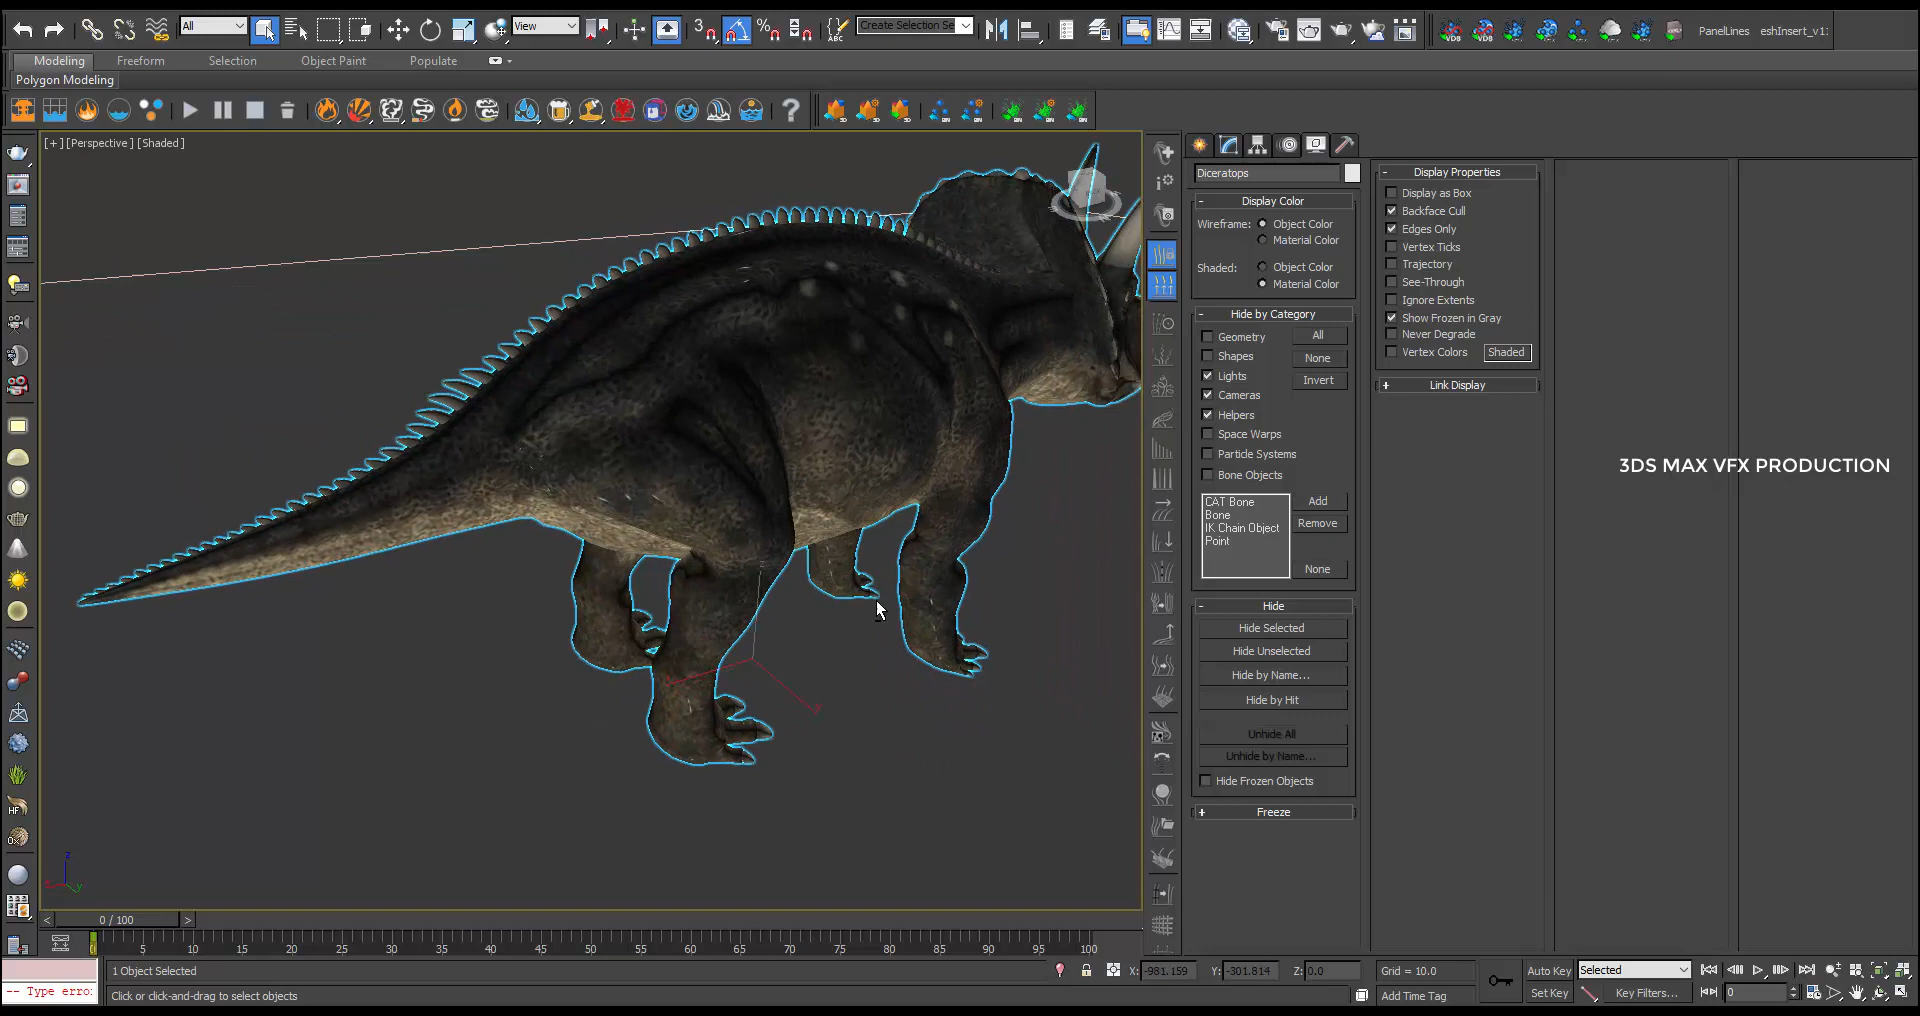 All
View
3
Create Selection Se
PanelLines
eshInsert_v1
Modeling
Freeform
Selection
Object Paint
Populate
Polygon Modeling
[+] [Perspective] [Shaded]
Diceratops
- Display Color
Wireframe:
Object Color
Material Color
Shaded:
Object Color
Material Color
- Hide by Category
Geometry
All
Shapes
None
Lights
Invert
Cameras
Helpers
Space Warps
Particle Systems
Bone Objects
CAT Bone
Bone
IK Chain Object
Point
Add
Remove
None
- Hide
Hide Selected
Hide Unselected
Hide by Name...
Hide by Hit
Unhide All
Unhide by Name...
Hide Frozen Objects
+ Freeze
- Display Properties
Display as Box
Backface Cull
Edges Only
Vertex Ticks
Trajectory
See-Through
Ignore Extents
Show Frozen in Gray
Never Degrade
Vertex Colors
Shaded
+ Link Display
3DS MAX VFX PRODUCTION
HF
z
y
< 0 / 100 >
5 10 15 20 25 30 35 40 45 50 55 60 65 70 75 80 85 90 95 100
1 Object Selected
X: -981.159
Y: -301.814
Z: 0.0
Grid = 10.0
Auto Key
Selected
-- Type erro:
Click or click-and-drag to select objects
Add Time Tag
Set Key
Key Filters...
0